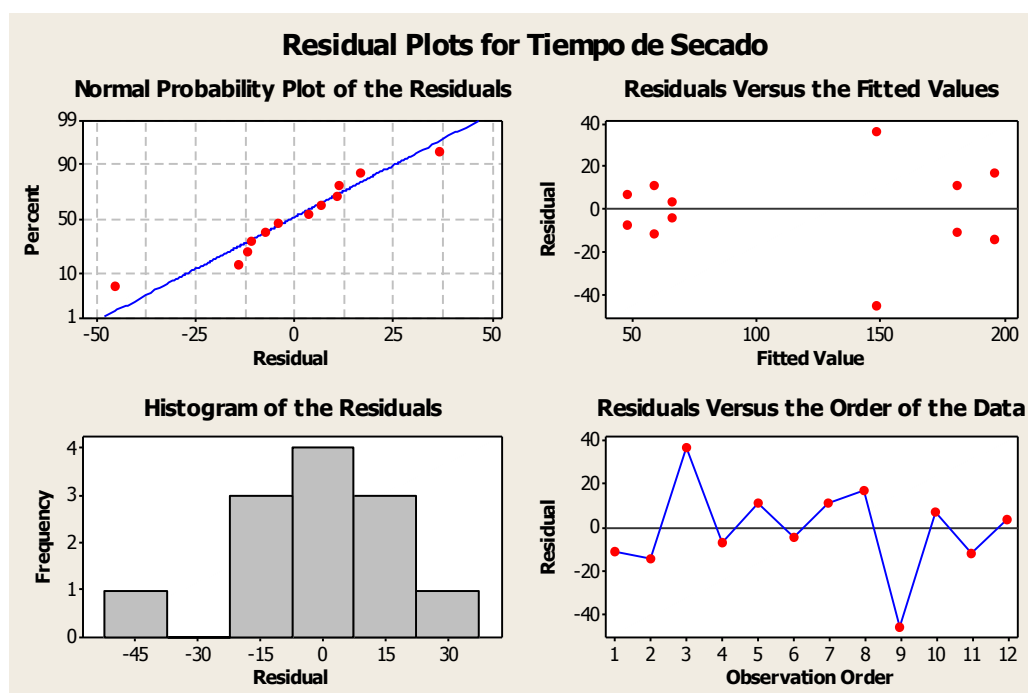 Residual Plots for Tiempo de Secado
Normal Probability Plot of the Residuals
99
90
50
10
1
Percent
-50 -25 0 25 50
Residual
Residuals Versus the Fitted Values
40
20
0
-20
-40
Residual
50 100 150 200
Fitted Value
Histogram of the Residuals
4
3
2
1
0
Frequency
-45 -30 -15 0 15 30
Residual
Residuals Versus the Order of the Data
40
20
0
-20
-40
Residual
1 2 3 4 5 6 7 8 9 10 11 12
Observation Order